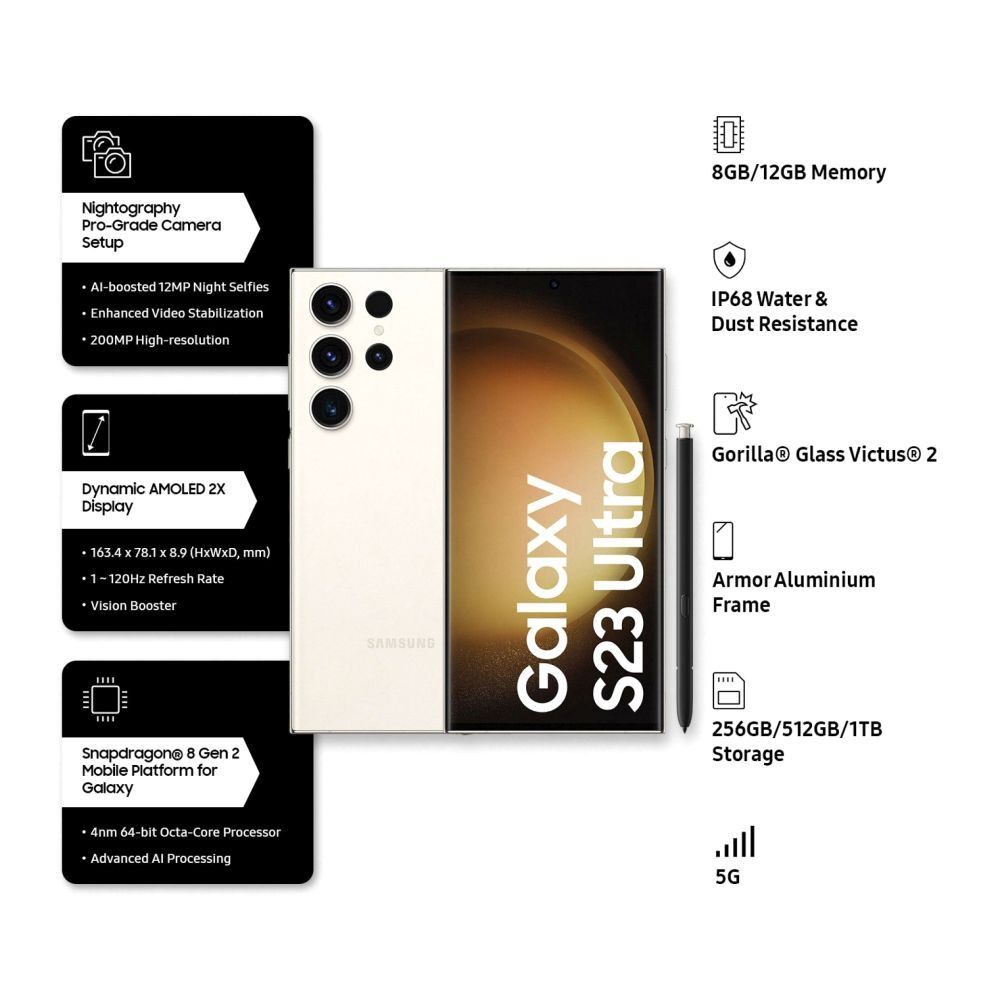 Nightography
Pro-Grade Camera
Setup
• AI-boosted 12MP Night Selfies
• Enhanced Video Stabilization
• 200MP High-resolution
Dynamic AMOLED 2X
Display
• 163.4 x 78.1 x 8.9 (HxWxD, mm)
• 1 ~ 120Hz Refresh Rate
• Vision Booster
Snapdragon® 8 Gen 2
Mobile Platform for
Galaxy
• 4nm 64-bit Octa-Core Processor
• Advanced AI Processing
SAMSUNG
Galaxy
S23 Ultra
8GB/12GB Memory
IP68 Water &
Dust Resistance
Gorilla® Glass Victus® 2
Armor Aluminium
Frame
256GB/512GB/1TB
Storage
5G